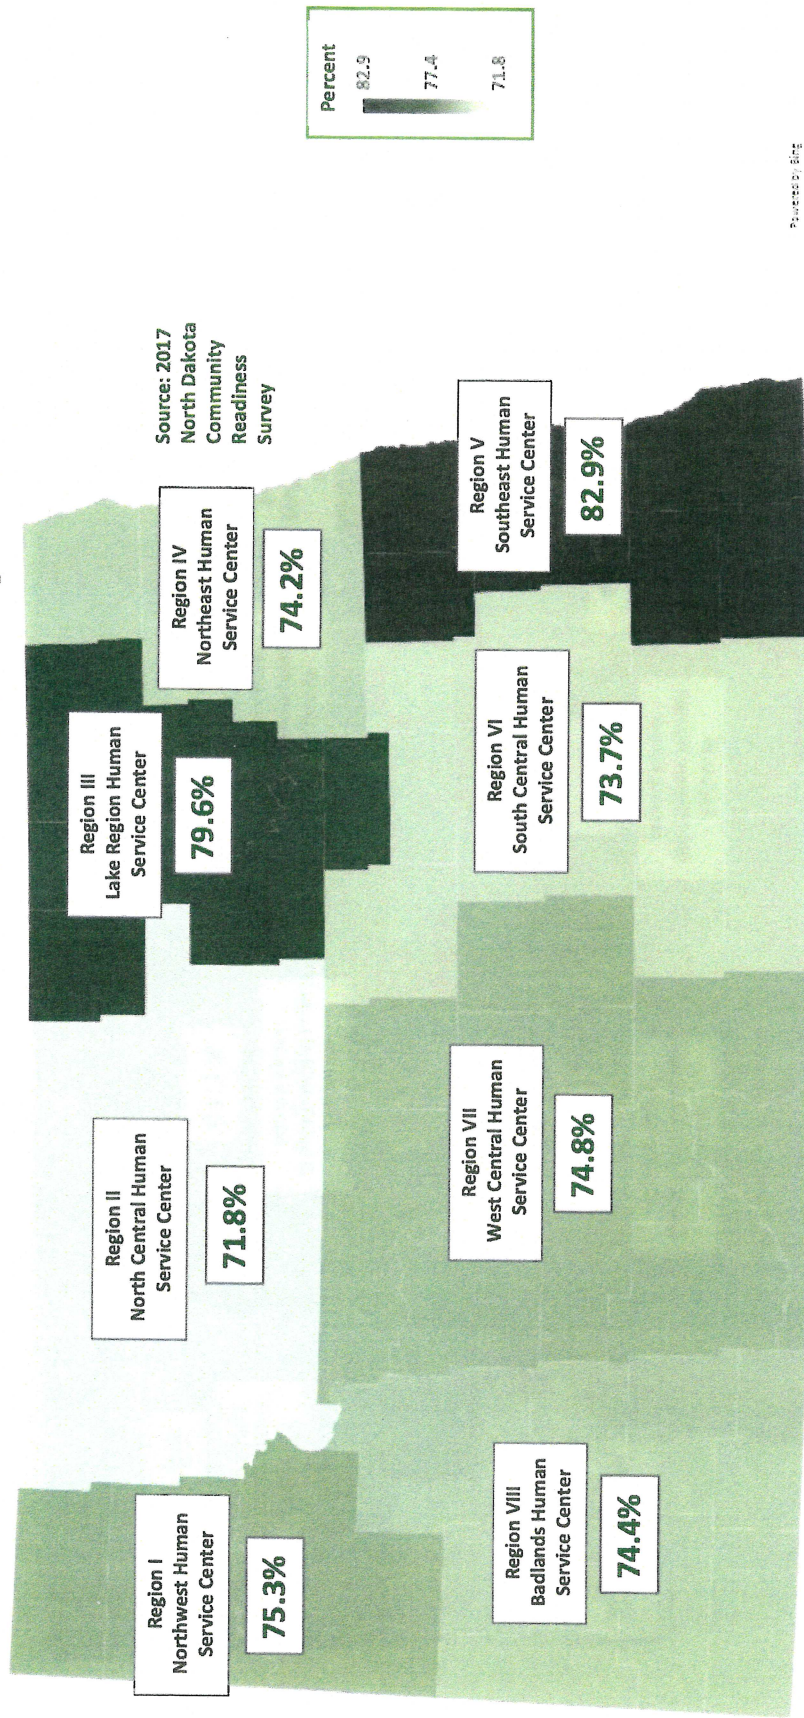 Percent
82.9
77.4
71.8
Source: 2017
North Dakota
Community
Readiness
Survey
Region I
Northwest Human
Service Center
75.3%
Region II
North Central Human
Service Center
71.8%
Region III
Lake Region Human
Service Center
79.6%
Region IV
Northeast Human
Service Center
74.2%
Region VIII
Badlands Human
Service Center
74.4%
Region VII
West Central Human
Service Center
74.8%
Region VI
South Central Human
Service Center
73.7%
Region V
Southeast Human
Service Center
82.9%
Powered by Bing